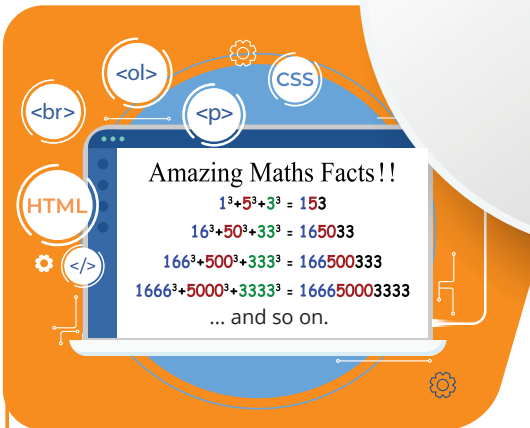 <ol>
CSS
<br>
<p>
HTML
</>
Amazing Maths Facts!!
1³+5³+3³ = 153
16³+50³+33³ = 165033
166³+500³+333³ = 166500333
1666³+5000³+3333³ = 166650003333
... and so on.